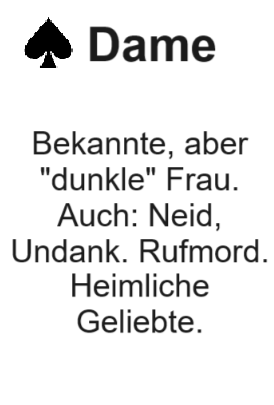 ♠ Dame
Bekannte, aber
"dunkle" Frau.
Auch: Neid,
Undank. Rufmord.
Heimliche
Geliebte.